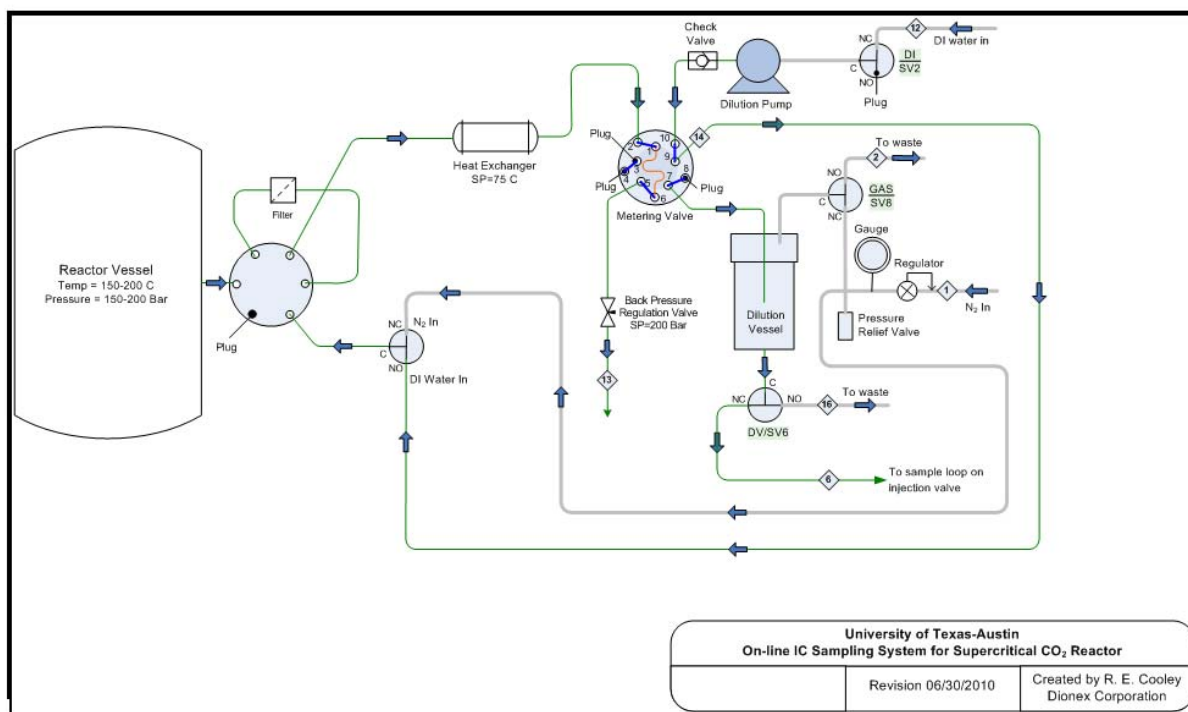 NC
12
DI water in
DI
SV2
C
NO
Plug
Check
Valve
Dilution Pump
Heat Exchanger
SP=75 C
Plug
2
1
10
9
14
3
4
5
6
7
8
Plug
Plug
Metering Valve
To waste
2
NO
GAS
SV8
C
NC
Gauge
Regulator
1
N₂ In
Pressure
Relief Valve
Filter
Reactor Vessel
Temp = 150-200 C
Pressure = 150-200 Bar
Plug
NC
N₂ In
C
NO
DI Water In
Back Pressure
Regulation Valve
SP=200 Bar
13
Dilution
Vessel
C
NC
NO
16
To waste
DV/SV6
6
To sample loop on
injection valve
University of Texas-Austin
On-line IC Sampling System for Supercritical CO₂ Reactor
Revision 06/30/2010
Created by R. E. Cooley
Dionex Corporation